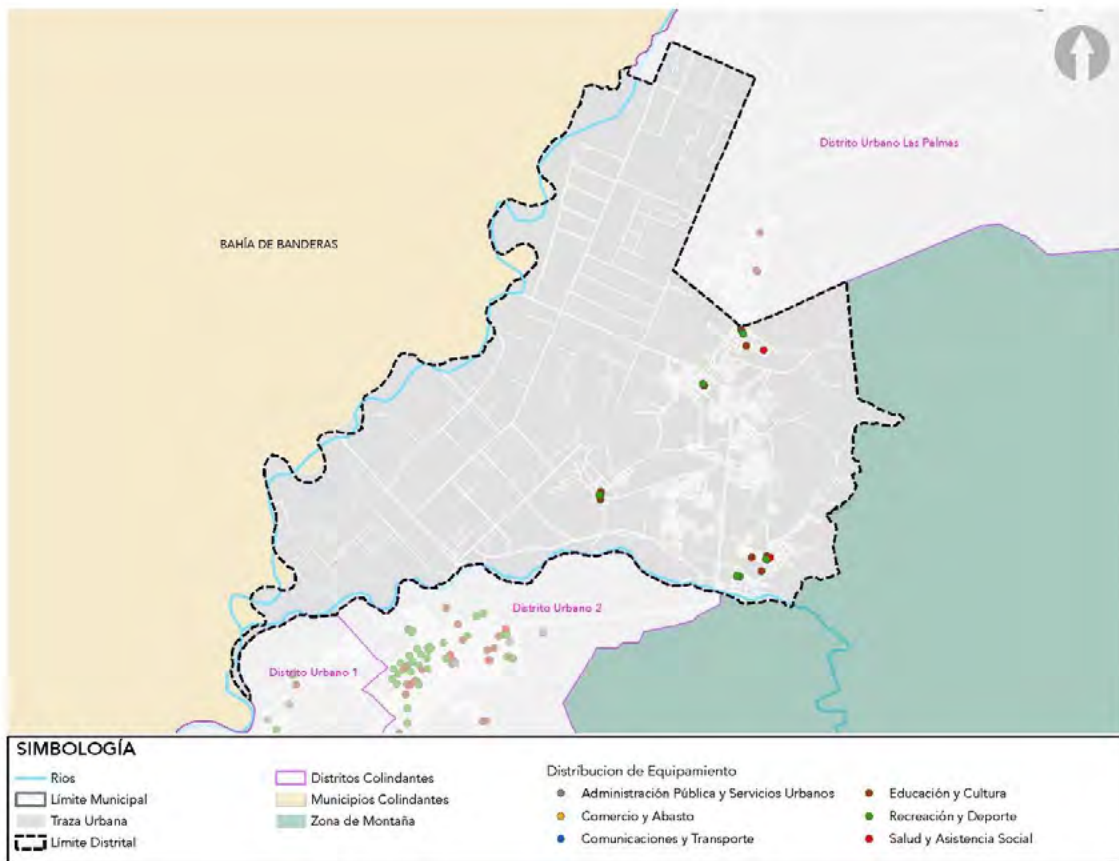 Distrito Urbano Las Palmas
BAHÍA DE BANDERAS
Distrito Urbano 2
Distrito Urbano 1
SIMBOLOGÍA
Rios
Límite Municipal
Traza Urbana
Límite Distrital
Distritos Colindantes
Municipios Colindantes
Zona de Montaña
Distribucion de Equipamiento
Administración Pública y Servicios Urbanos
Comercio y Abasto
Comunicaciones y Transporte
Educación y Cultura
Recreación y Deporte
Salud y Asistencia Social